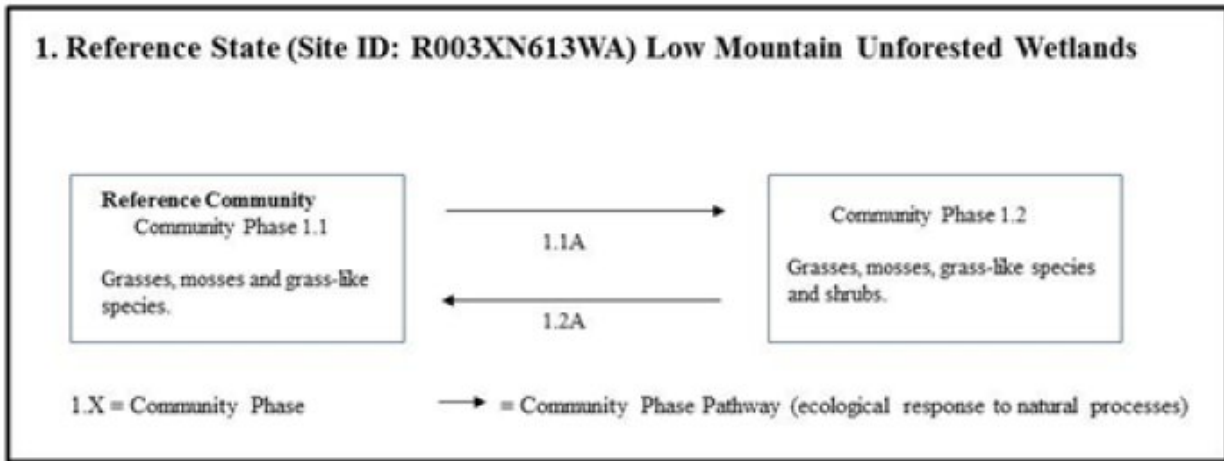 1. Reference State (Site ID: R003XN613WA) Low Mountain Unforested Wetlands
Reference Community
Community Phase 1.1
Grasses, mosses and grass-like
species.
1.1A
1.2A
Community Phase 1.2
Grasses, mosses, grass-like species
and shrubs.
1.X = Community Phase
= Community Phase Pathway (ecological response to natural processes)